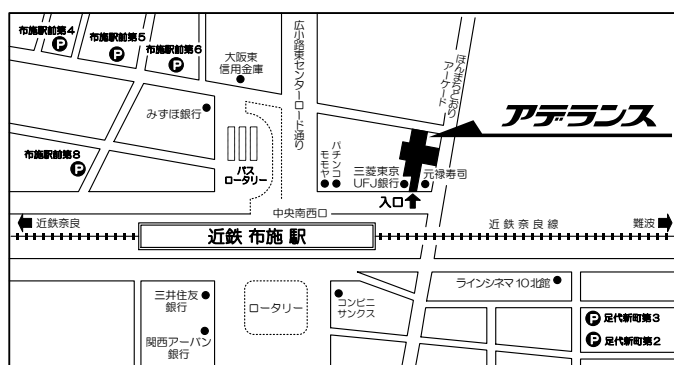 布施駅前第4
布施駅前第5
布施駅前第6
P
P
P
大阪東
信用金庫
広小路東センターロード通り
ほんまちどおり
アーケード
アデランス
みずほ銀行
布施駅前第8
P
バス
ロータリー
パチンコ
モモヤ
三菱東京
UFJ銀行
元禄寿司
入口
中央南西口
近鉄奈良
近鉄 布施 駅
近鉄奈良線
難波
三井住友
銀行
関西アーバン
銀行
ロータリー
コンビニ
サンクス
ラインシネマ10北館
P 足代新町第3
P 足代新町第2